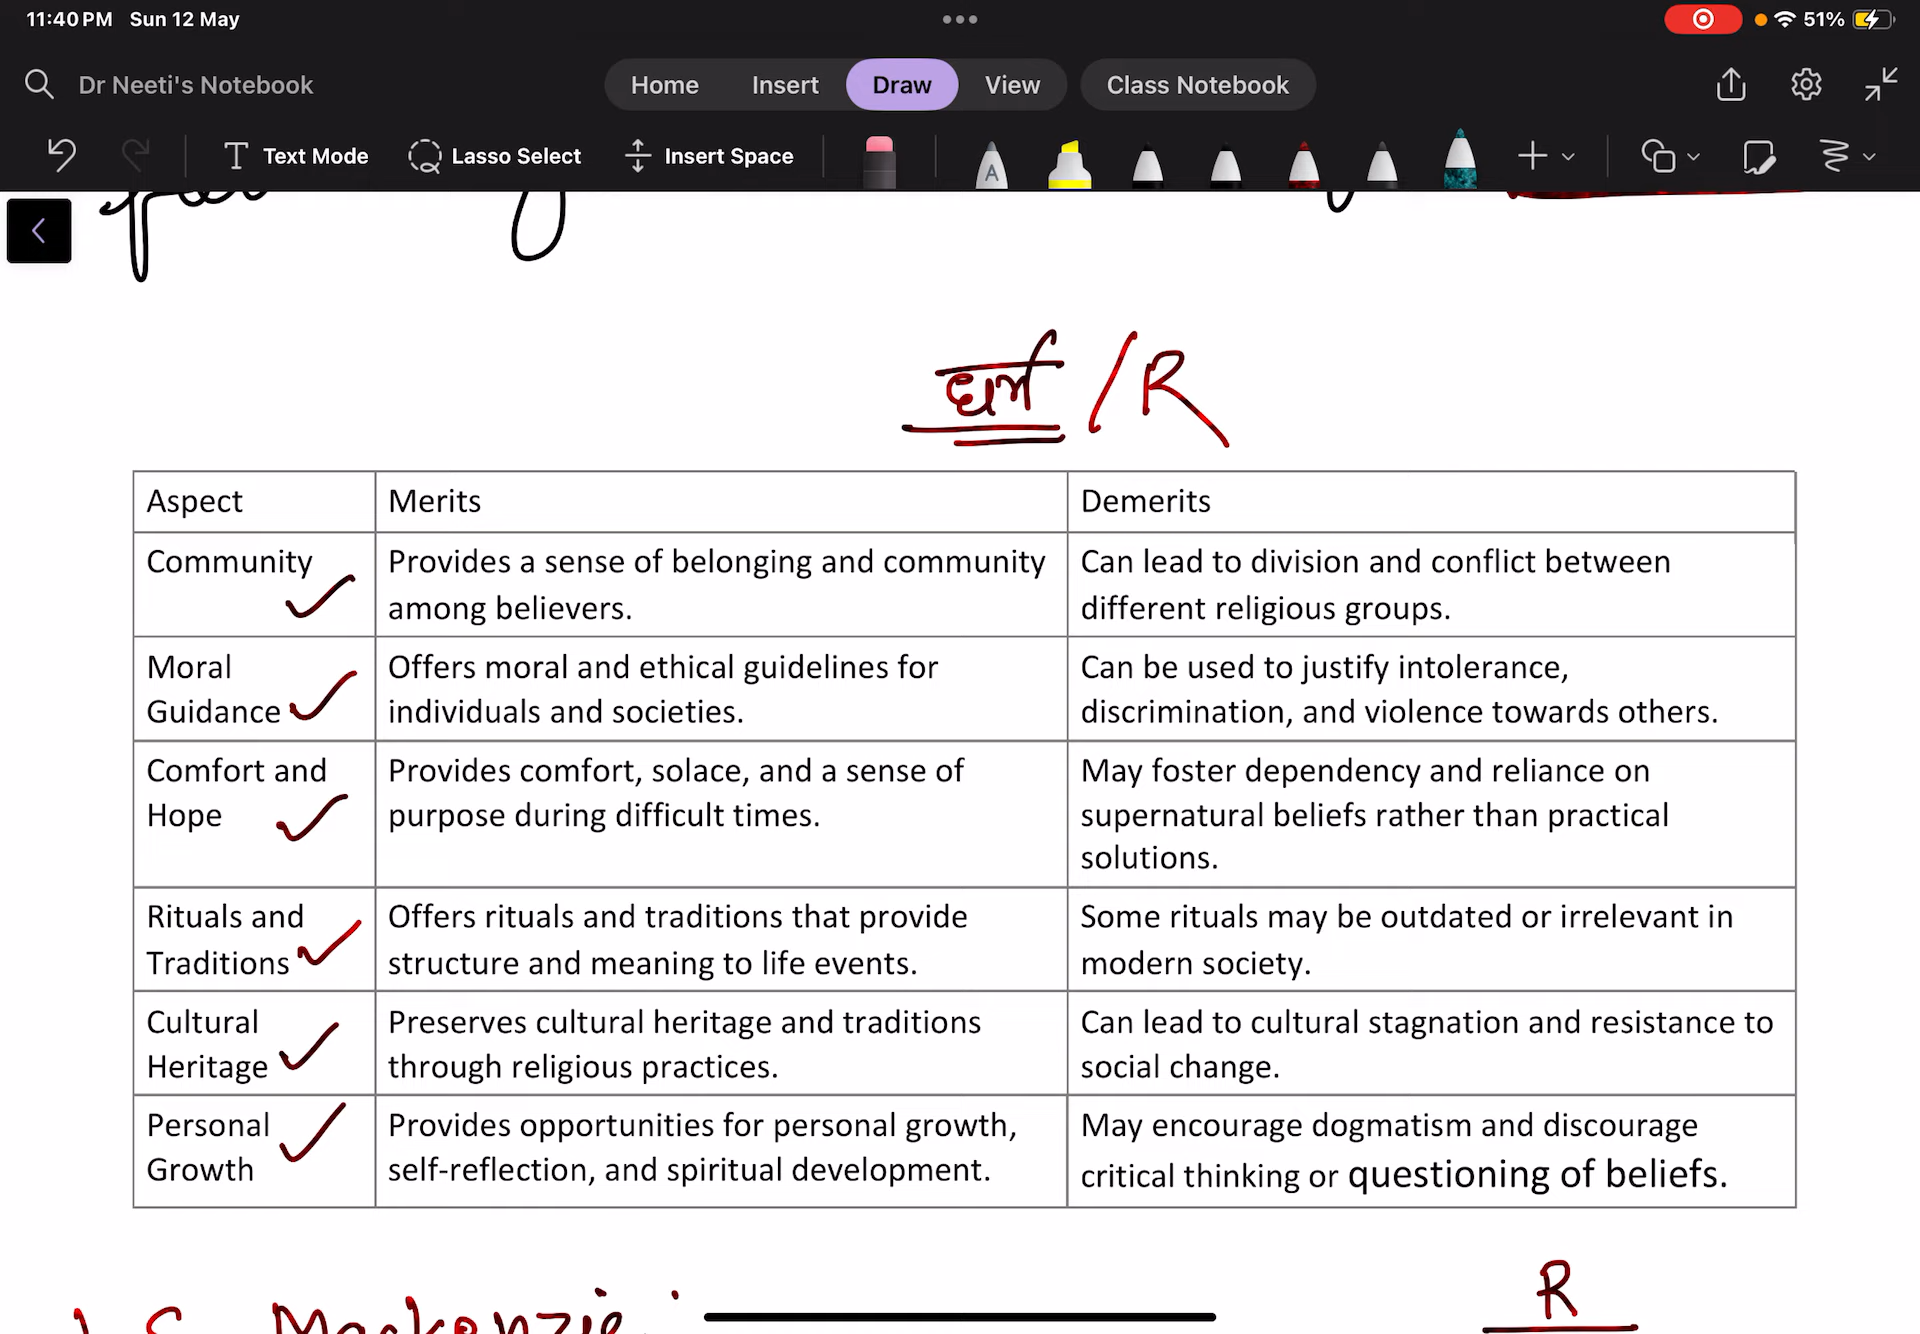 11:40 PM Sun 12 May
51%
Dr Neeti's Notebook
Home Insert Draw View Class Notebook
Text Mode Lasso Select Insert Space
A
धर्म / R
Aspect Merits Demerits
Community Provides a sense of belonging and community Can lead to division and conflict between
among believers. different religious groups.
Moral Offers moral and ethical guidelines for Can be used to justify intolerance,
Guidance individuals and societies. discrimination, and violence towards others.
Comfort and Provides comfort, solace, and a sense of May foster dependency and reliance on
Hope purpose during difficult times. supernatural beliefs rather than practical
solutions.
Rituals and Offers rituals and traditions that provide Some rituals may be outdated or irrelevant in
Traditions structure and meaning to life events. modern society.
Cultural Preserves cultural heritage and traditions Can lead to cultural stagnation and resistance to
Heritage through religious practices. social change.
Personal Provides opportunities for personal growth, May encourage dogmatism and discourage
Growth self-reflection, and spiritual development. critical thinking or questioning of beliefs.
R
Mackenzie